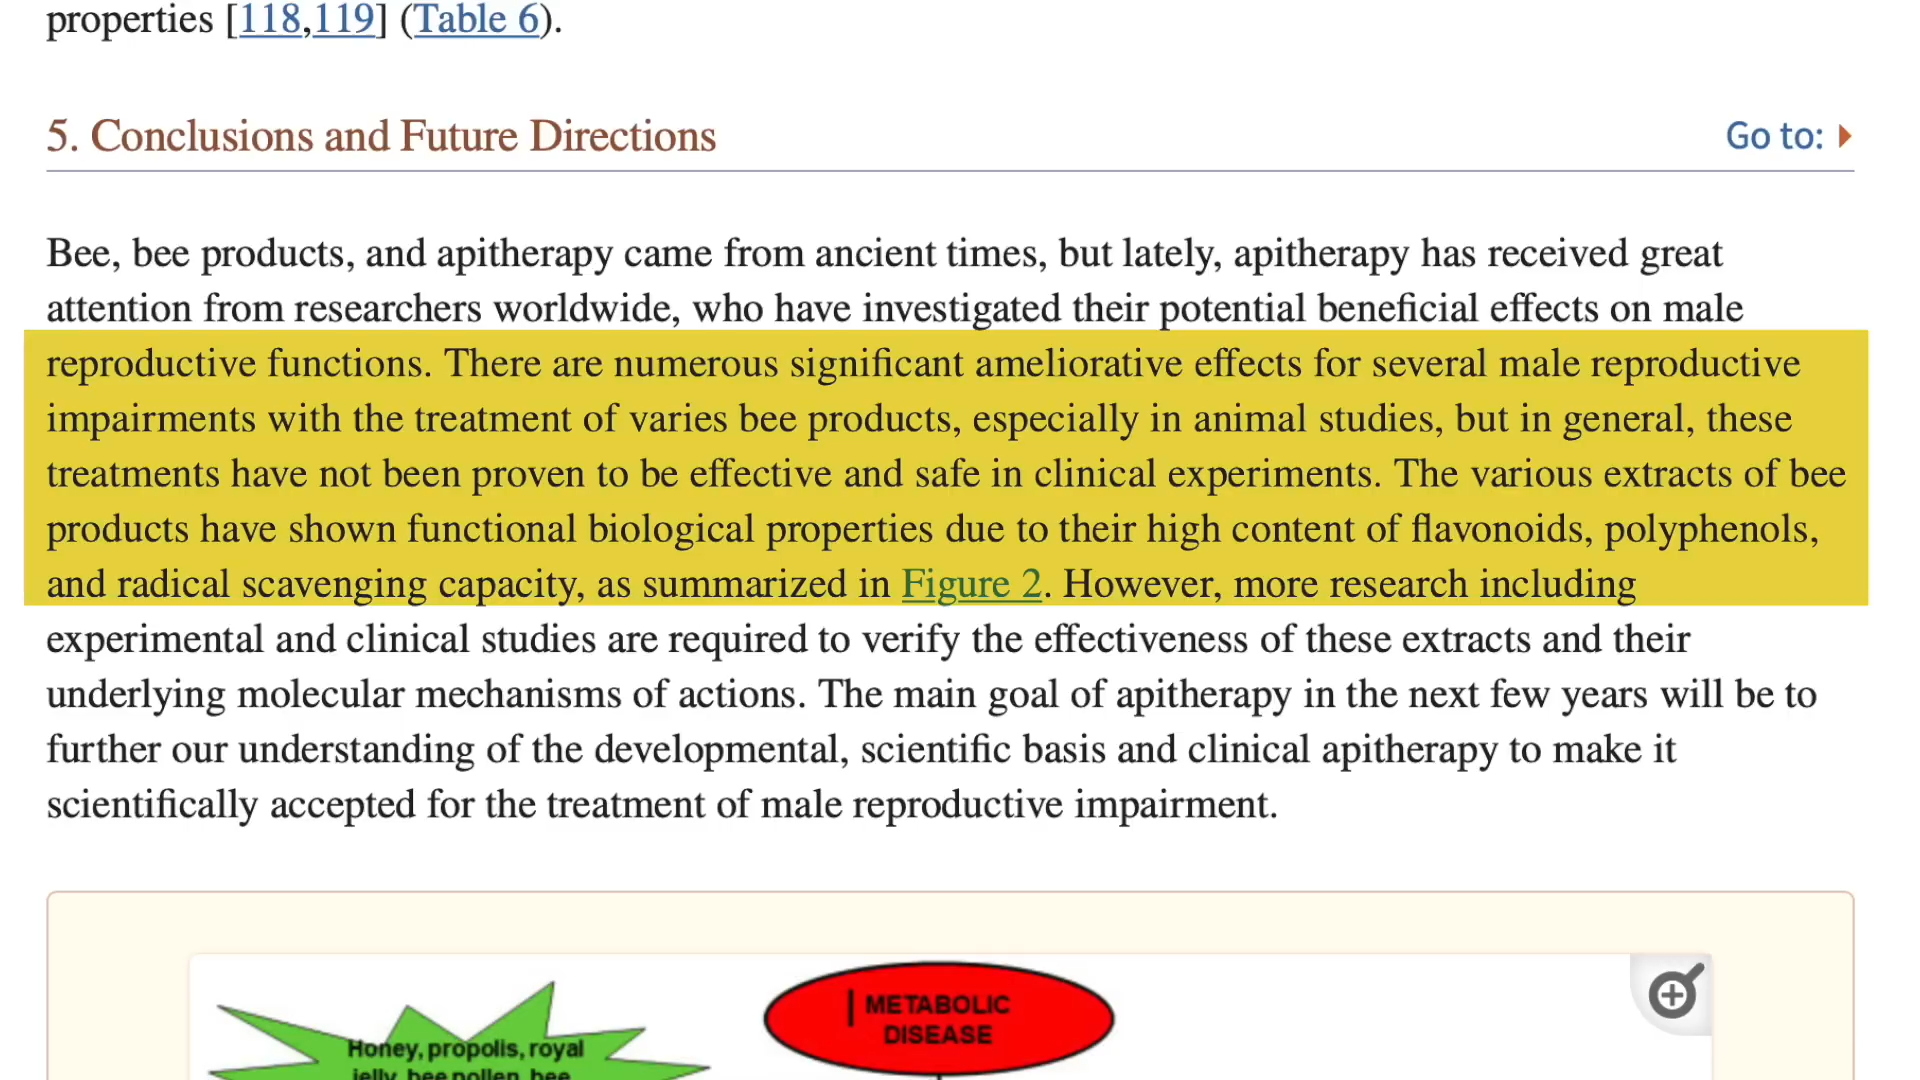 properties [118,119] (Table 6).
5. Conclusions and Future Directions
Go to:
Bee, bee products, and apitherapy came from ancient times, but lately, apitherapy has received great
attention from researchers worldwide, who have investigated their potential beneficial effects on male
reproductive functions. There are numerous significant ameliorative effects for several male reproductive
impairments with the treatment of varies bee products, especially in animal studies, but in general, these
treatments have not been proven to be effective and safe in clinical experiments. The various extracts of bee
products have shown functional biological properties due to their high content of flavonoids, polyphenols,
and radical scavenging capacity, as summarized in Figure 2. However, more research including
experimental and clinical studies are required to verify the effectiveness of these extracts and their
underlying molecular mechanisms of actions. The main goal of apitherapy in the next few years will be to
further our understanding of the developmental, scientific basis and clinical apitherapy to make it
scientifically accepted for the treatment of male reproductive impairment.
METABOLIC
DISEASE
Honey, propolis, royal
jelly, bee pollen, bee